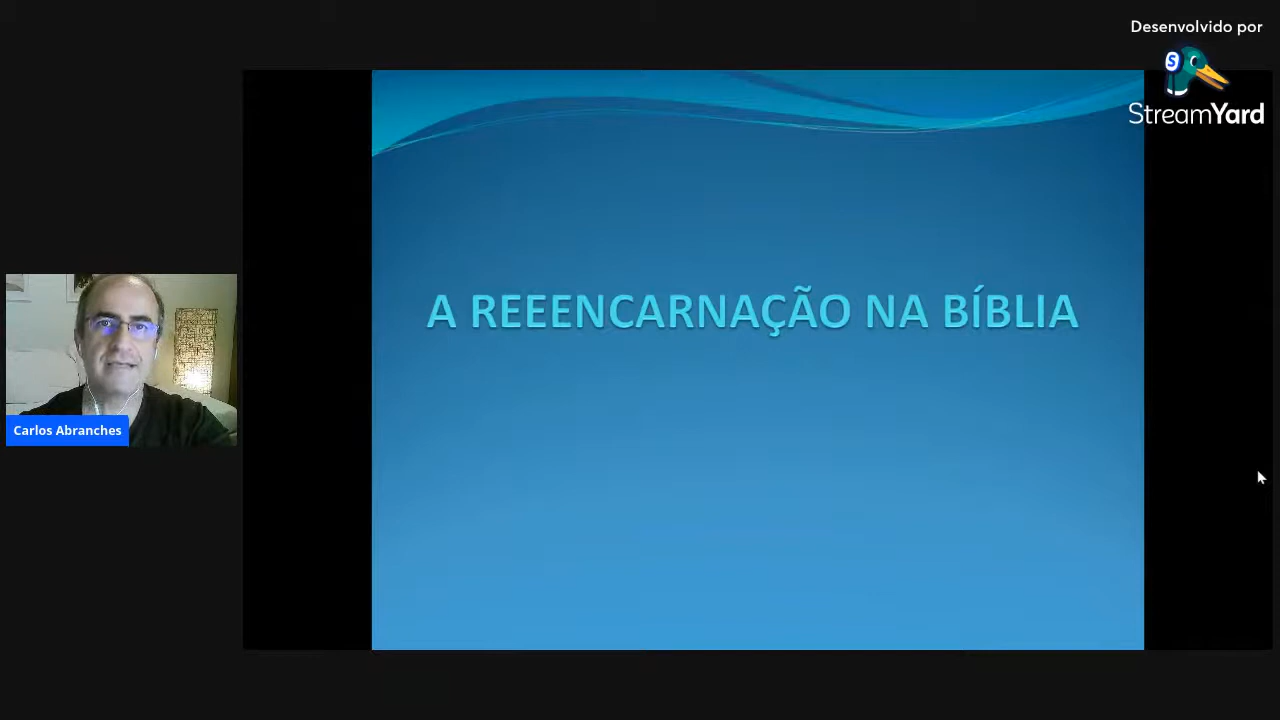 Desenvolvido por
StreamYard
A REEENCARNAÇÃO NA BÍBLIA
Carlos Abranches